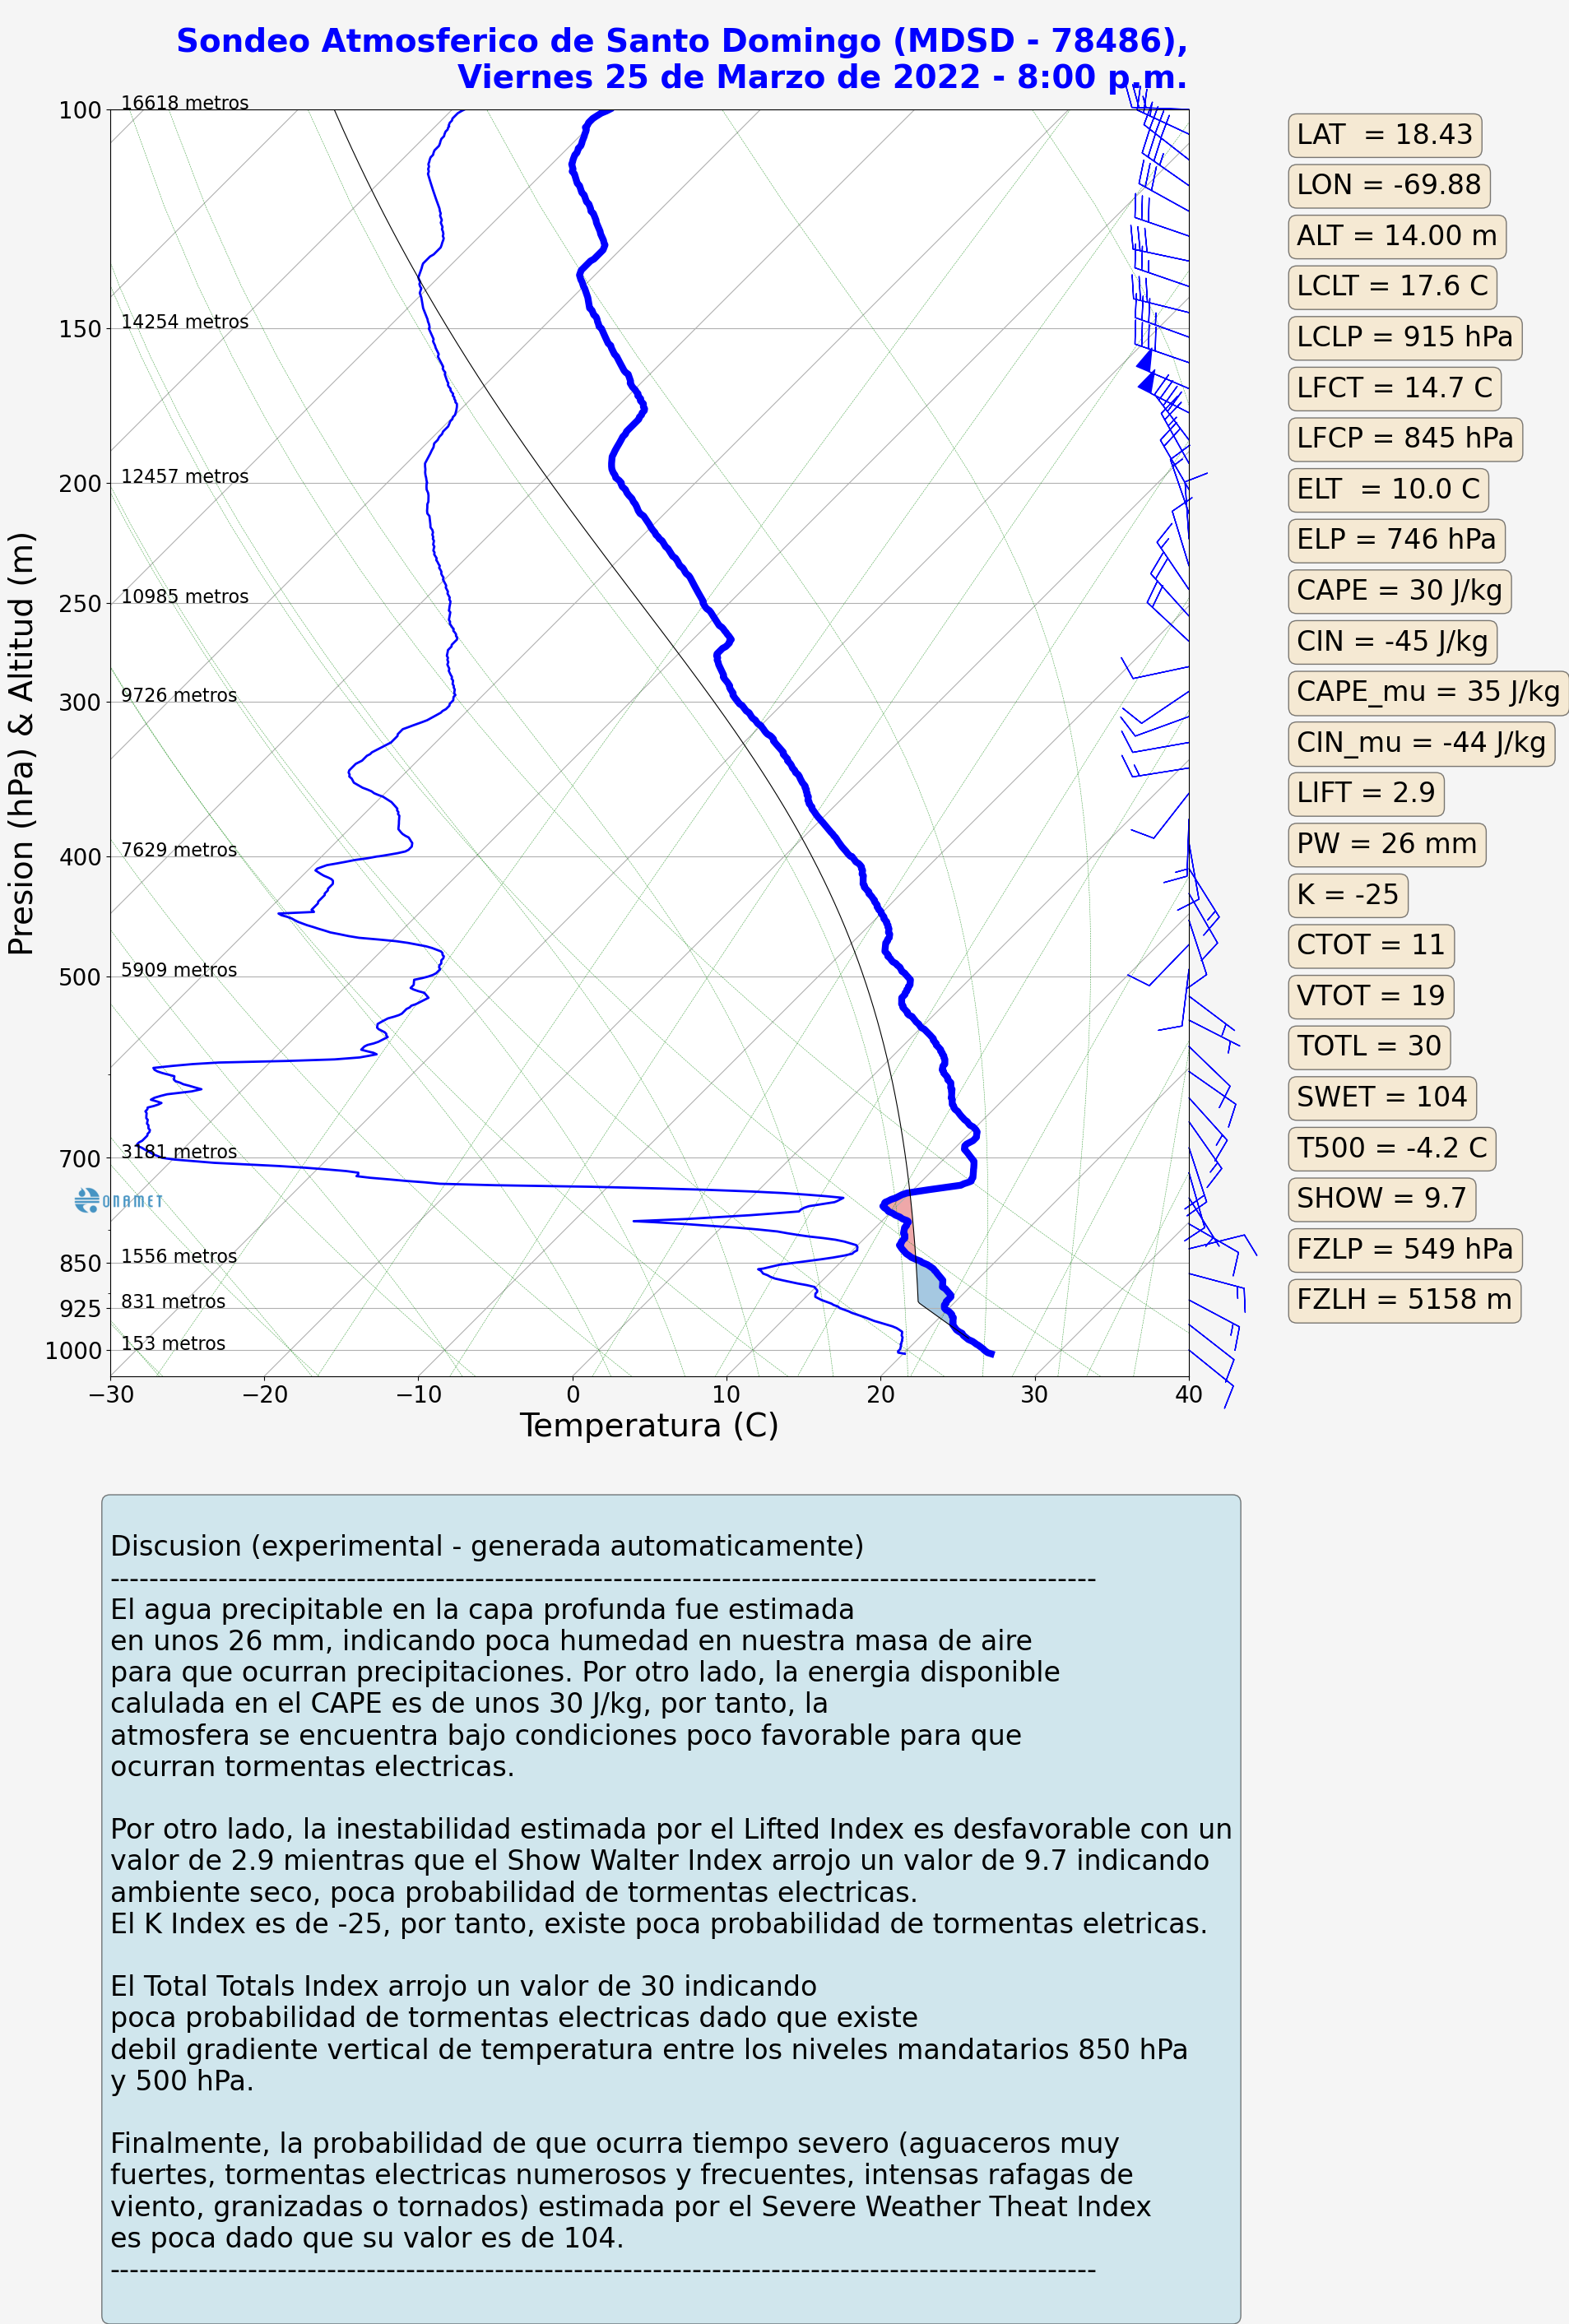 Sondeo Atmosferico de Santo Domingo (MDSD - 78486),
Viernes 25 de Marzo de 2022 - 8:00 p.m.
Presion (hPa) & Altitud (m)
100
16618 metros
150
14254 metros
200
12457 metros
250
10985 metros
300
9726 metros
400
7629 metros
500
5909 metros
700
3181 metros
ONAMET
850
1556 metros
925
831 metros
1000
153 metros
−30 −20 −10 0 10 20 30 40
Temperatura (C)
LAT = 18.43
LON = -69.88
ALT = 14.00 m
LCLT = 17.6 C
LCLP = 915 hPa
LFCT = 14.7 C
LFCP = 845 hPa
ELT = 10.0 C
ELP = 746 hPa
CAPE = 30 J/kg
CIN = -45 J/kg
CAPE_mu = 35 J/kg
CIN_mu = -44 J/kg
LIFT = 2.9
PW = 26 mm
K = -25
CTOT = 11
VTOT = 19
TOTL = 30
SWET = 104
T500 = -4.2 C
SHOW = 9.7
FZLP = 549 hPa
FZLH = 5158 m
Discusion (experimental - generada automaticamente)
----------------------------------------------------------------------------------------------------
El agua precipitable en la capa profunda fue estimada
en unos 26 mm, indicando poca humedad en nuestra masa de aire
para que ocurran precipitaciones. Por otro lado, la energia disponible
calulada en el CAPE es de unos 30 J/kg, por tanto, la
atmosfera se encuentra bajo condiciones poco favorable para que
ocurran tormentas electricas.
Por otro lado, la inestabilidad estimada por el Lifted Index es desfavorable con un
valor de 2.9 mientras que el Show Walter Index arrojo un valor de 9.7 indicando
ambiente seco, poca probabilidad de tormentas electricas.
El K Index es de -25, por tanto, existe poca probabilidad de tormentas eletricas.
El Total Totals Index arrojo un valor de 30 indicando
poca probabilidad de tormentas electricas dado que existe
debil gradiente vertical de temperatura entre los niveles mandatarios 850 hPa
y 500 hPa.
Finalmente, la probabilidad de que ocurra tiempo severo (aguaceros muy
fuertes, tormentas electricas numerosos y frecuentes, intensas rafagas de
viento, granizadas o tornados) estimada por el Severe Weather Theat Index
es poca dado que su valor es de 104.
----------------------------------------------------------------------------------------------------